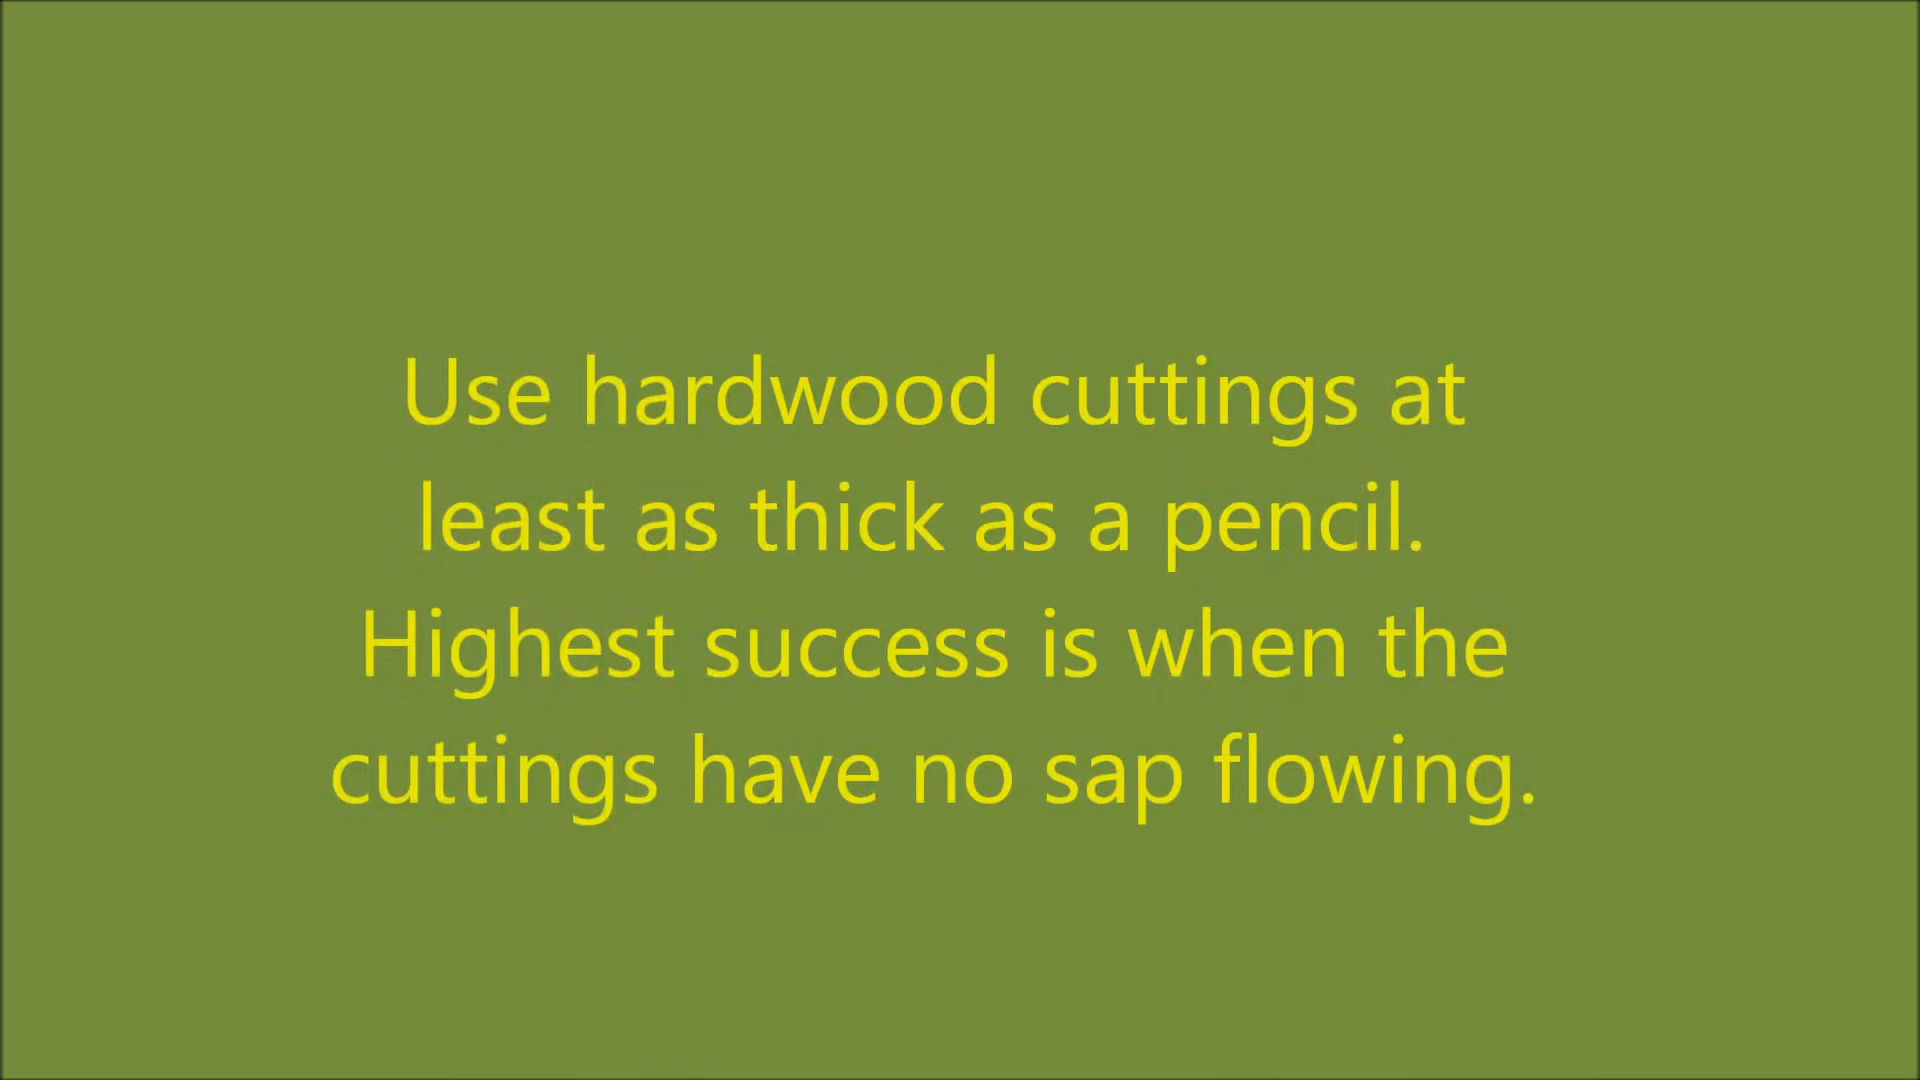 Use hardwood cuttings at
least as thick as a pencil.
Highest success is when the
cuttings have no sap flowing.